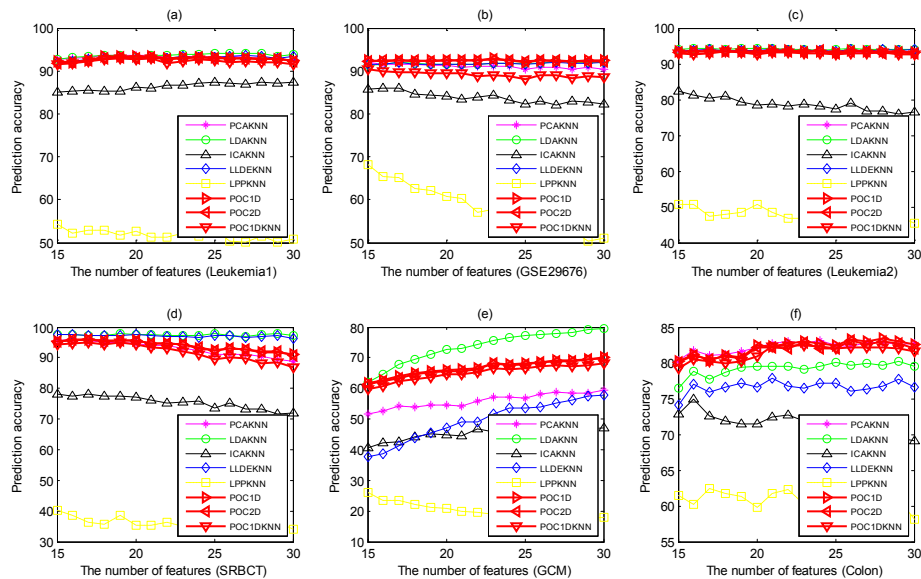 (a)
100
90
80
70
60
50
15
20
25
30
Prediction accuracy
The number of features (Leukemia1)
PCAKNN
LDAKNN
ICAKNN
LLDEKNN
LPPKNN
POC1D
POC2D
POC1DKNN
(b)
100
90
80
70
60
50
15
20
25
30
Prediction accuracy
The number of features (GSE29676)
PCAKNN
LDAKNN
ICAKNN
LLDEKNN
LPPKNN
POC1D
POC2D
POC1DKNN
(c)
100
90
80
70
60
50
40
15
20
25
30
Prediction accuracy
The number of features (Leukemia2)
PCAKNN
LDAKNN
ICAKNN
LLDEKNN
LPPKNN
POC1D
POC2D
POC1DKNN
(d)
100
90
80
70
60
50
40
30
15
20
25
30
Prediction accuracy
The number of features (SRBCT)
PCAKNN
LDAKNN
ICAKNN
LLDEKNN
LPPKNN
POC1D
POC2D
POC1DKNN
(e)
80
70
60
50
40
30
20
10
15
20
25
30
Prediction accuracy
The number of features (GCM)
PCAKNN
LDAKNN
ICAKNN
LLDEKNN
LPPKNN
POC1D
POC2D
POC1DKNN
(f)
85
80
75
70
65
60
55
15
20
25
30
Prediction accuracy
The number of features (Colon)
PCAKNN
LDAKNN
ICAKNN
LLDEKNN
LPPKNN
POC1D
POC2D
POC1DKNN